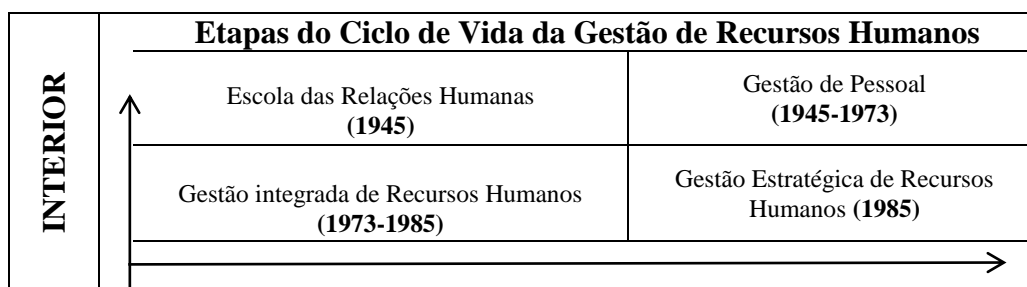 Etapas do Ciclo de Vida da Gestão de Recursos Humanos
INTERIOR
Escola das Relações Humanas
(1945)
Gestão de Pessoal
(1945-1973)
Gestão integrada de Recursos Humanos
(1973-1985)
Gestão Estratégica de Recursos
Humanos (1985)